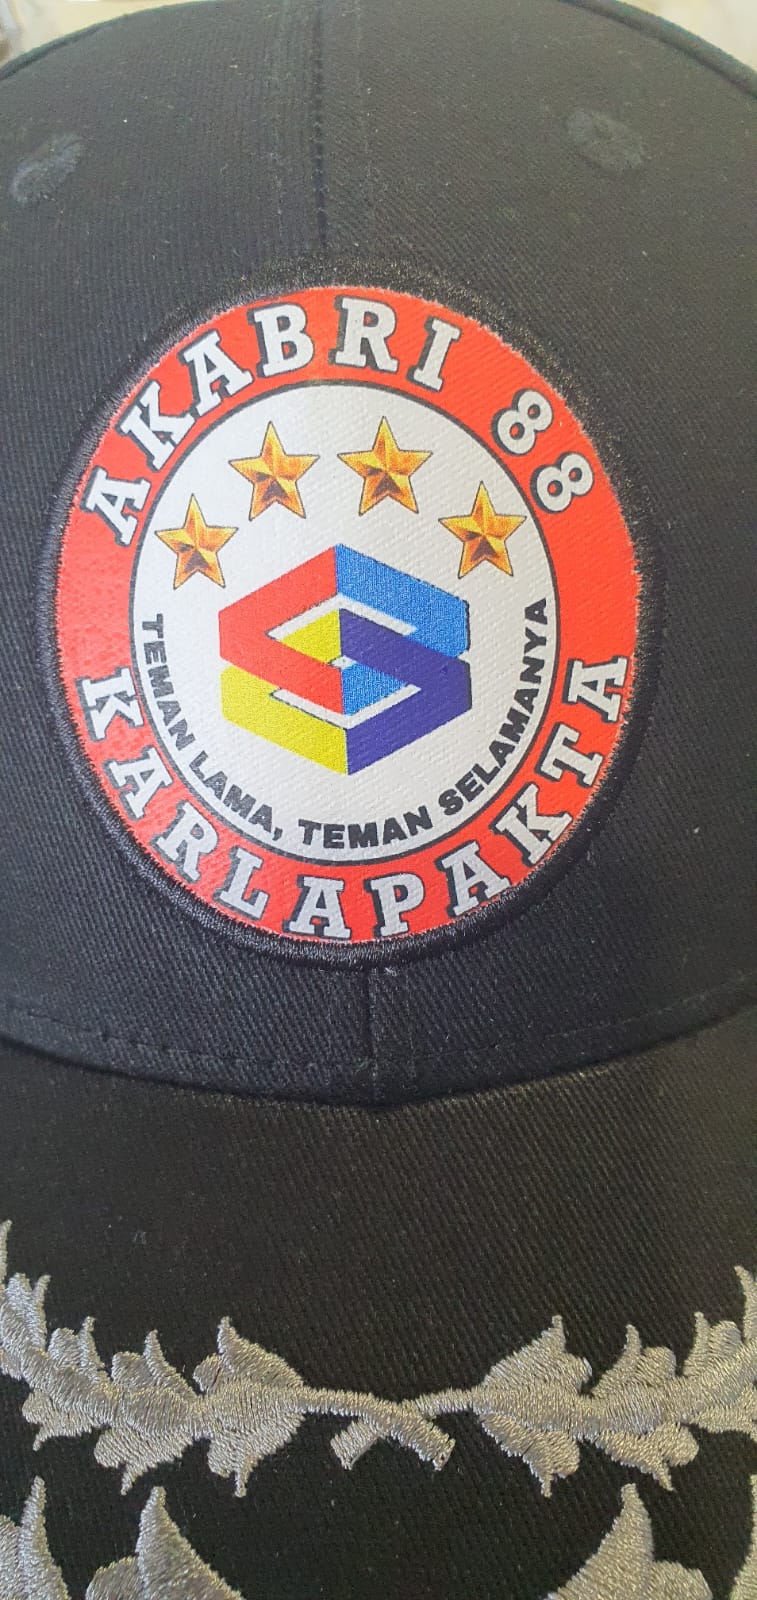 AKABRI 88
TEMAN LAMA, TEMAN SELAMANYA
KARLAPAKTA